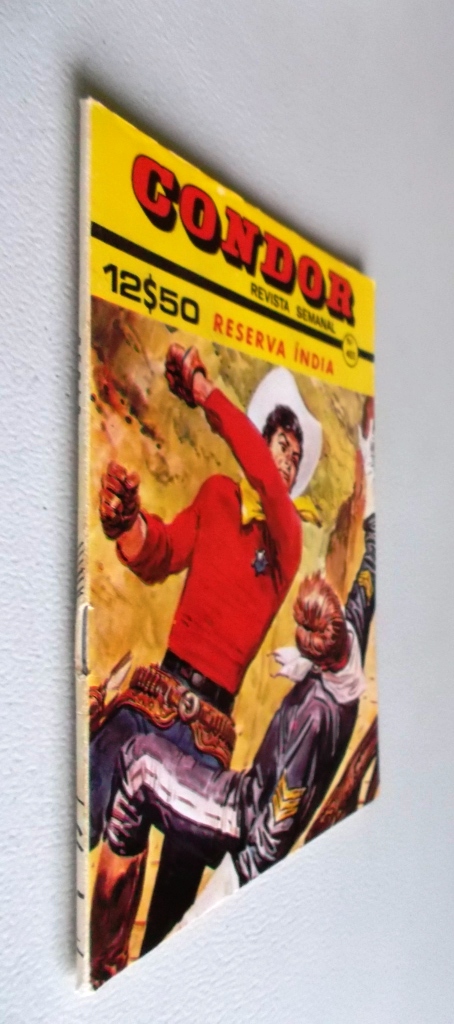 CONDOR
REVISTA SEMANAL
12$50
RESERVA ÍNDIA